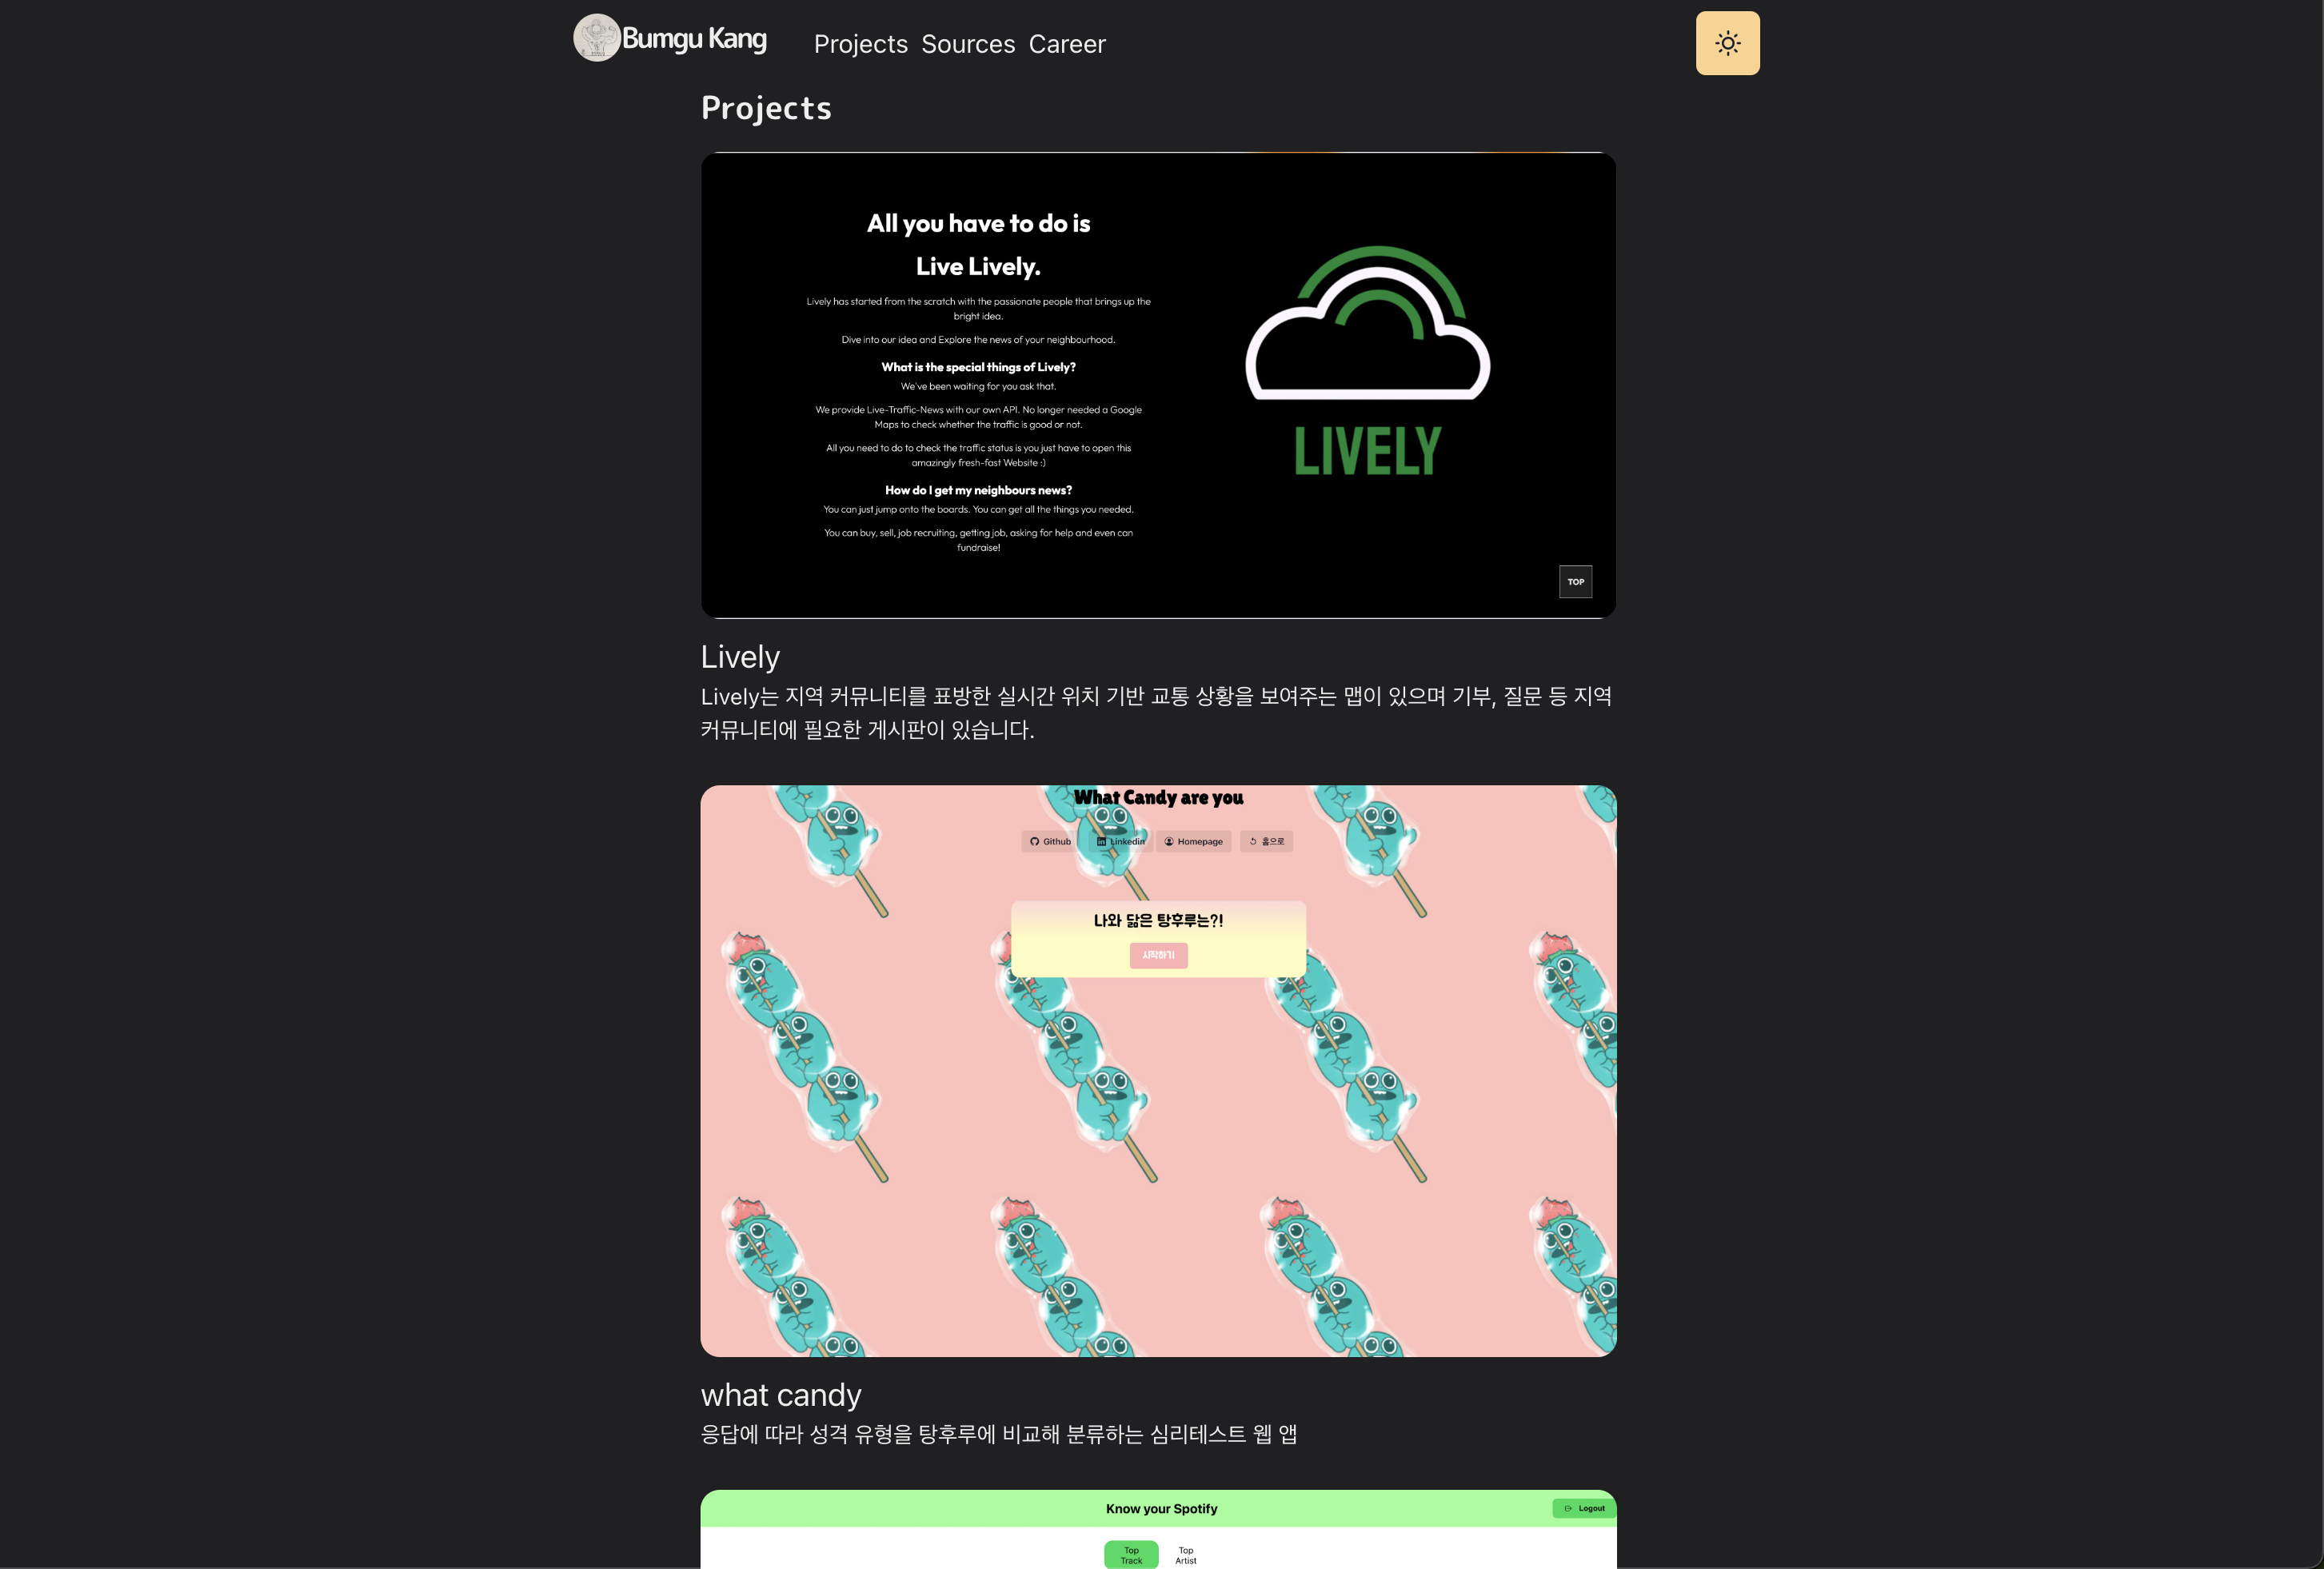 Bumgu Kang
Projects Sources Career
Projects
All you have to do is
Live Lively.
Lively has started from the scratch with the passionate people that brings up the
bright idea.
Dive into our idea and Explore the news of your neighbourhood.
What is the special things of Lively?
We've been waiting for you ask that.
We provide Live-Traffic-News with our own API. No longer needed a Google
Maps to check whether the traffic is good or not.
All you need to do to check the traffic status is you just have to open this
amazingly fresh-fast Website :)
How do I get my neighbours news?
You can just jump onto the boards. You can get all the things you needed.
You can buy, sell, job recruiting, getting job, asking for help and even can
fundraise!
LIVELY
TOP
Lively
Lively는 지역 커뮤니티를 표방한 실시간 위치 기반 교통 상황을 보여주는 맵이 있으며 기부, 질문 등 지역
커뮤니티에 필요한 게시판이 있습니다.
What Candy are you
Github Linkedin Homepage 홈으로
나와 닮은 탕후루는?!
시작하기
what candy
응답에 따라 성격 유형을 탕후루에 비교해 분류하는 심리테스트 웹 앱
Know your Spotify
Logout
Top
Track
Top
Artist